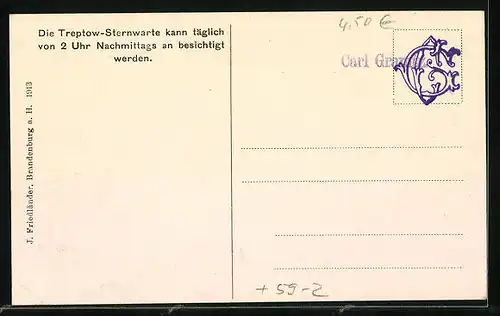 Die Treptow-Sternwarte kann täglich
von 2 Uhr Nachmittags an besichtigt
werden.
J. Friedländer, Brandenburg a. H. 1913
4,50 €
Carl
+ 59-2